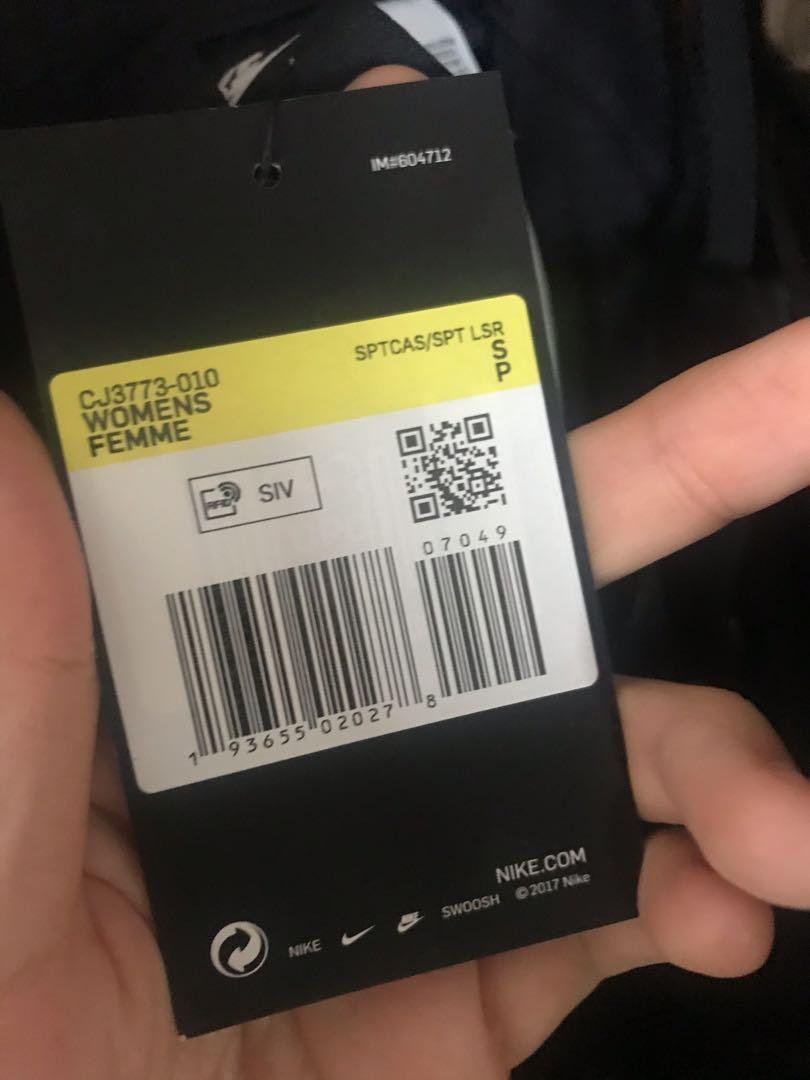 IM#604712
SPTCAS/SPT LSR
CJ3773-010
S
WOMENS
P
FEMME
RFID SIV
07049
1 93655 02027 8
NIKE.COM
NIKE SWOOSH © 2017 Nike